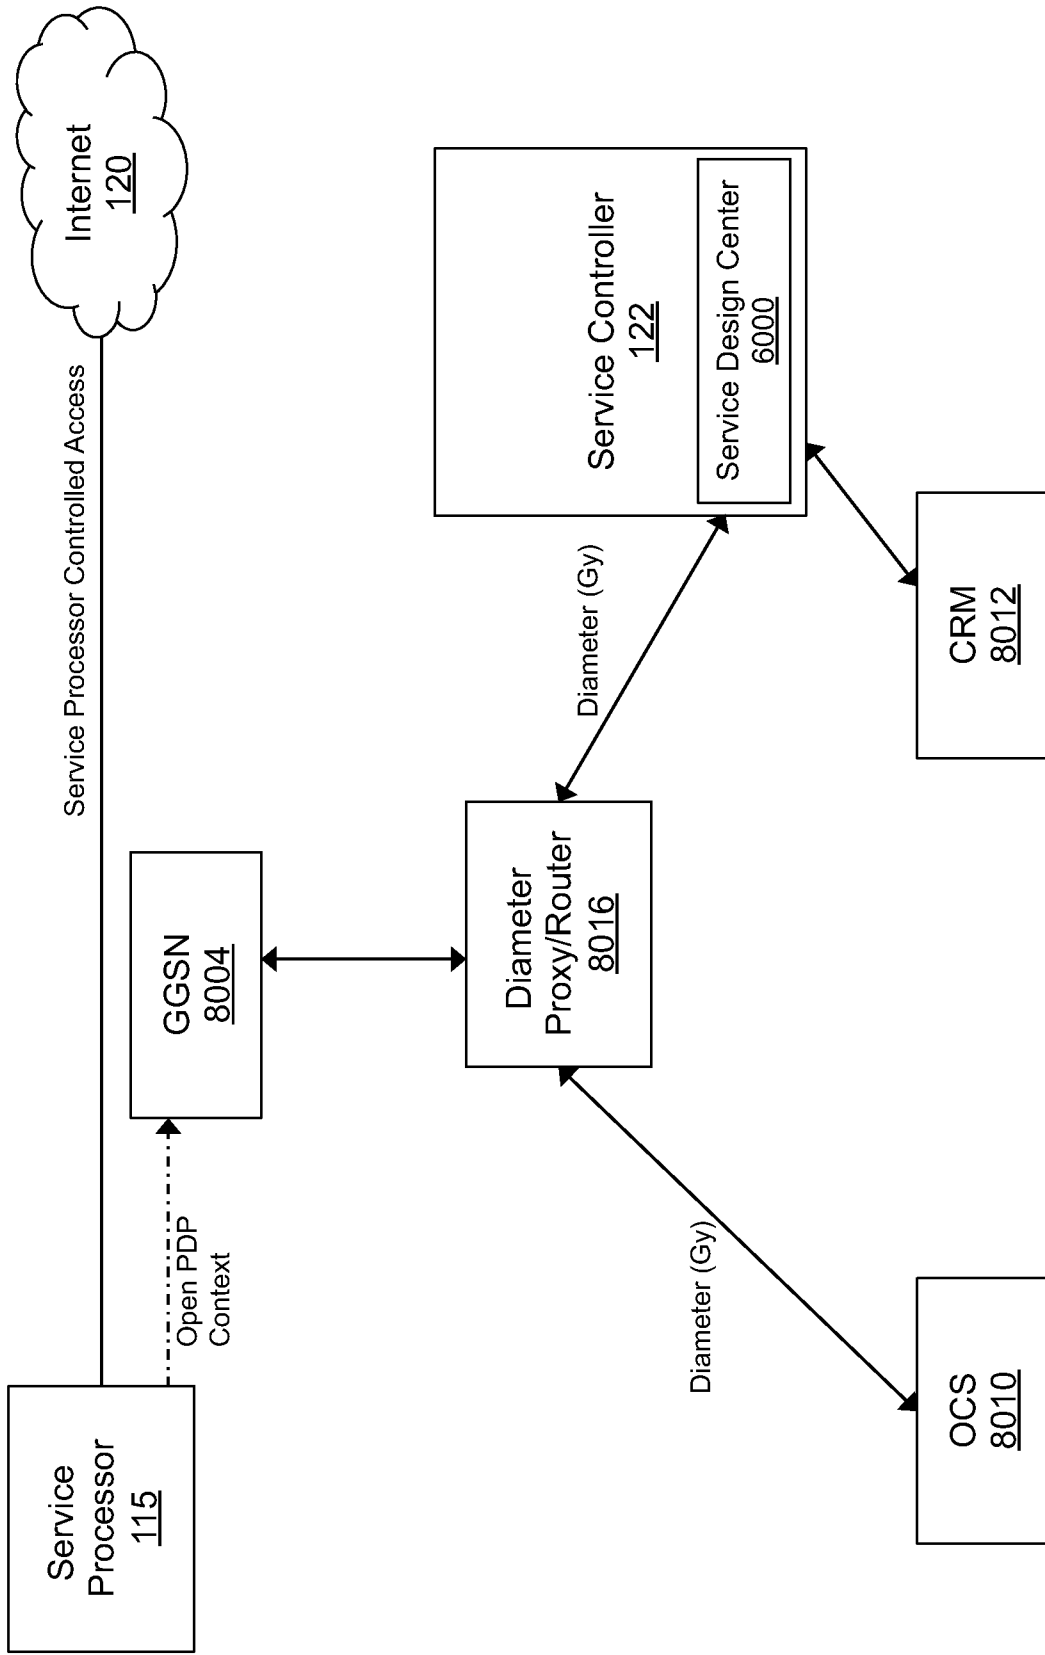 Service
Processor
115
Service Processor Controlled Access
Internet
120
Open PDP
Context
GGSN
8004
Diameter
Proxy/Router
8016
Diameter (Gy)
Service Controller
122
Service Design Center
6000
Diameter (Gy)
OCS
8010
CRM
8012